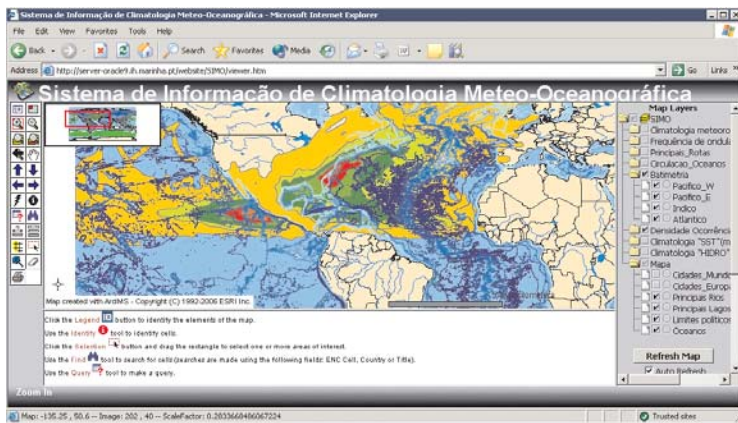 Sistema de Informação de Climatologia Meteo-Oceanográfica - Microsoft Internet Explorer
File Edit View Favorites Tools Help
Back Search Favorites Media
Address http://server-oracle9.ih.marinha.pt/website/SIMO/viewer.htm Go Links
Sistema de Informação de Climatologia Meteo-Oceanográfica
Map Layers
SIMO
Climatologia meteoro
Frequência de ondula
Principais_Rotas
Circulacao_Oceanos
Batimetria
Pacifico_W
Pacifico_E
Indico
Atlantico
Densidade Ocorrênci
Climatologia "SST"(m
Climatologia "HIDRO"
Mapa
Cidades_Mundo
Cidades_Europa
Principais Rios
Principais Lagos
Limites políticos
Oceanos
Refresh Map
Auto Refresh
Map created with ArcIMS - Copyright (C) 1992-2006 ESRI Inc.
Click the Legend button to identify the elements of the map.
Use the Identify tool to identify cells.
Click the Selection button and drag the rectangle to select one or more areas of interest.
Use the Find tool to search for cells(searches are made using the following fields: ENC Cell, Country or Title).
Use the Query tool to make a query.
Zoom In
Map: -135.25 , 50.6 -- Image: 202 , 40 -- ScaleFactor: 0.2833668486067224
Trusted sites